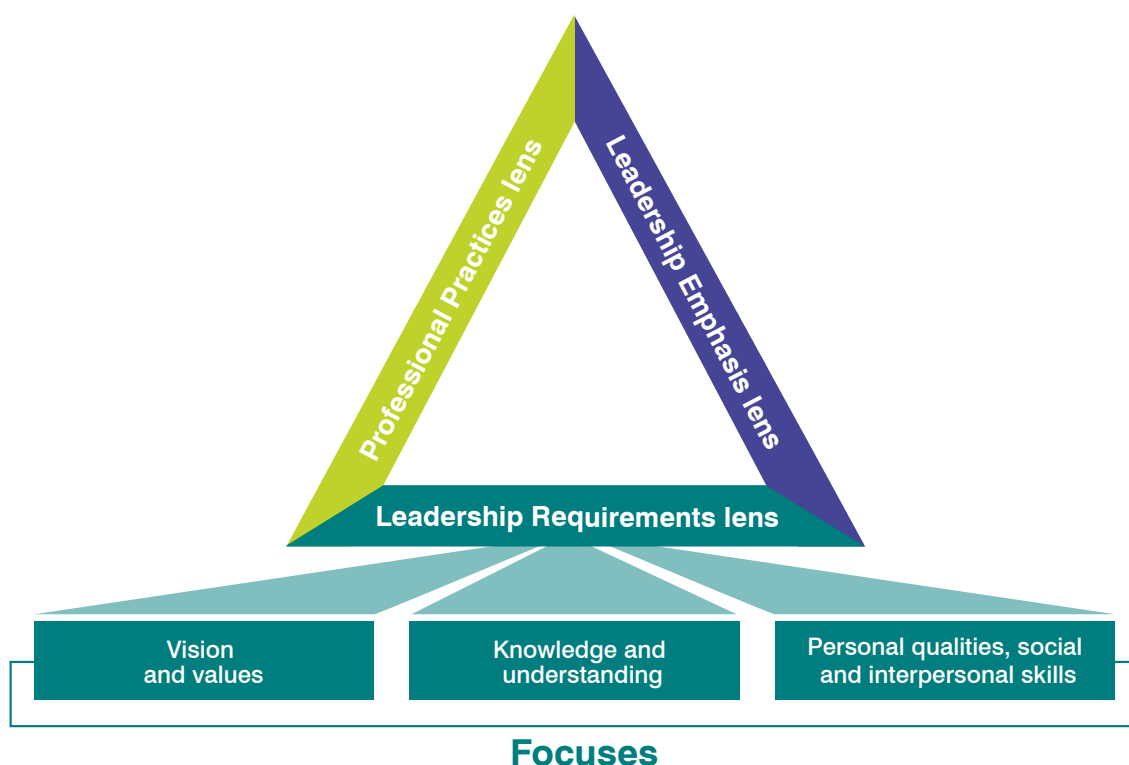 Professional Practices lens
Leadership Emphasis lens
Leadership Requirements lens
Vision
and values
Knowledge and
understanding
Personal qualities, social
and interpersonal skills
Focuses